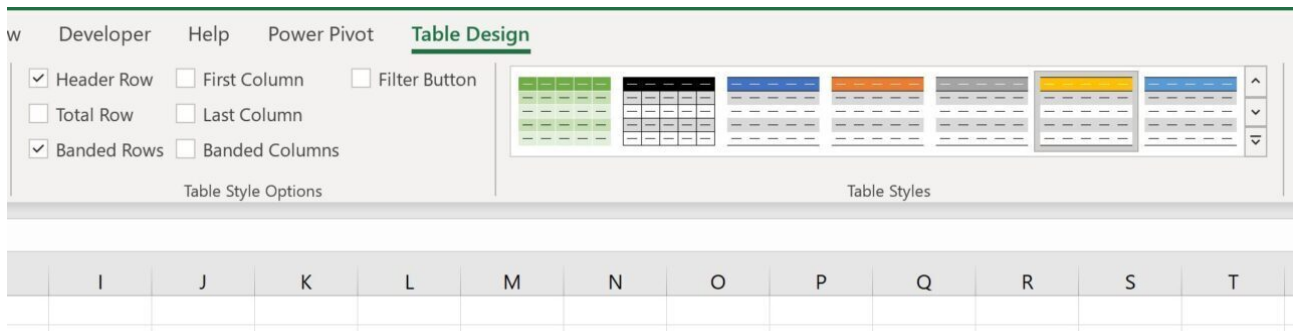 w Developer Help Power Pivot Table Design
Header Row First Column Filter Button
Total Row Last Column
Banded Rows Banded Columns
Table Style Options Table Styles
I J K L M N O P Q R S T